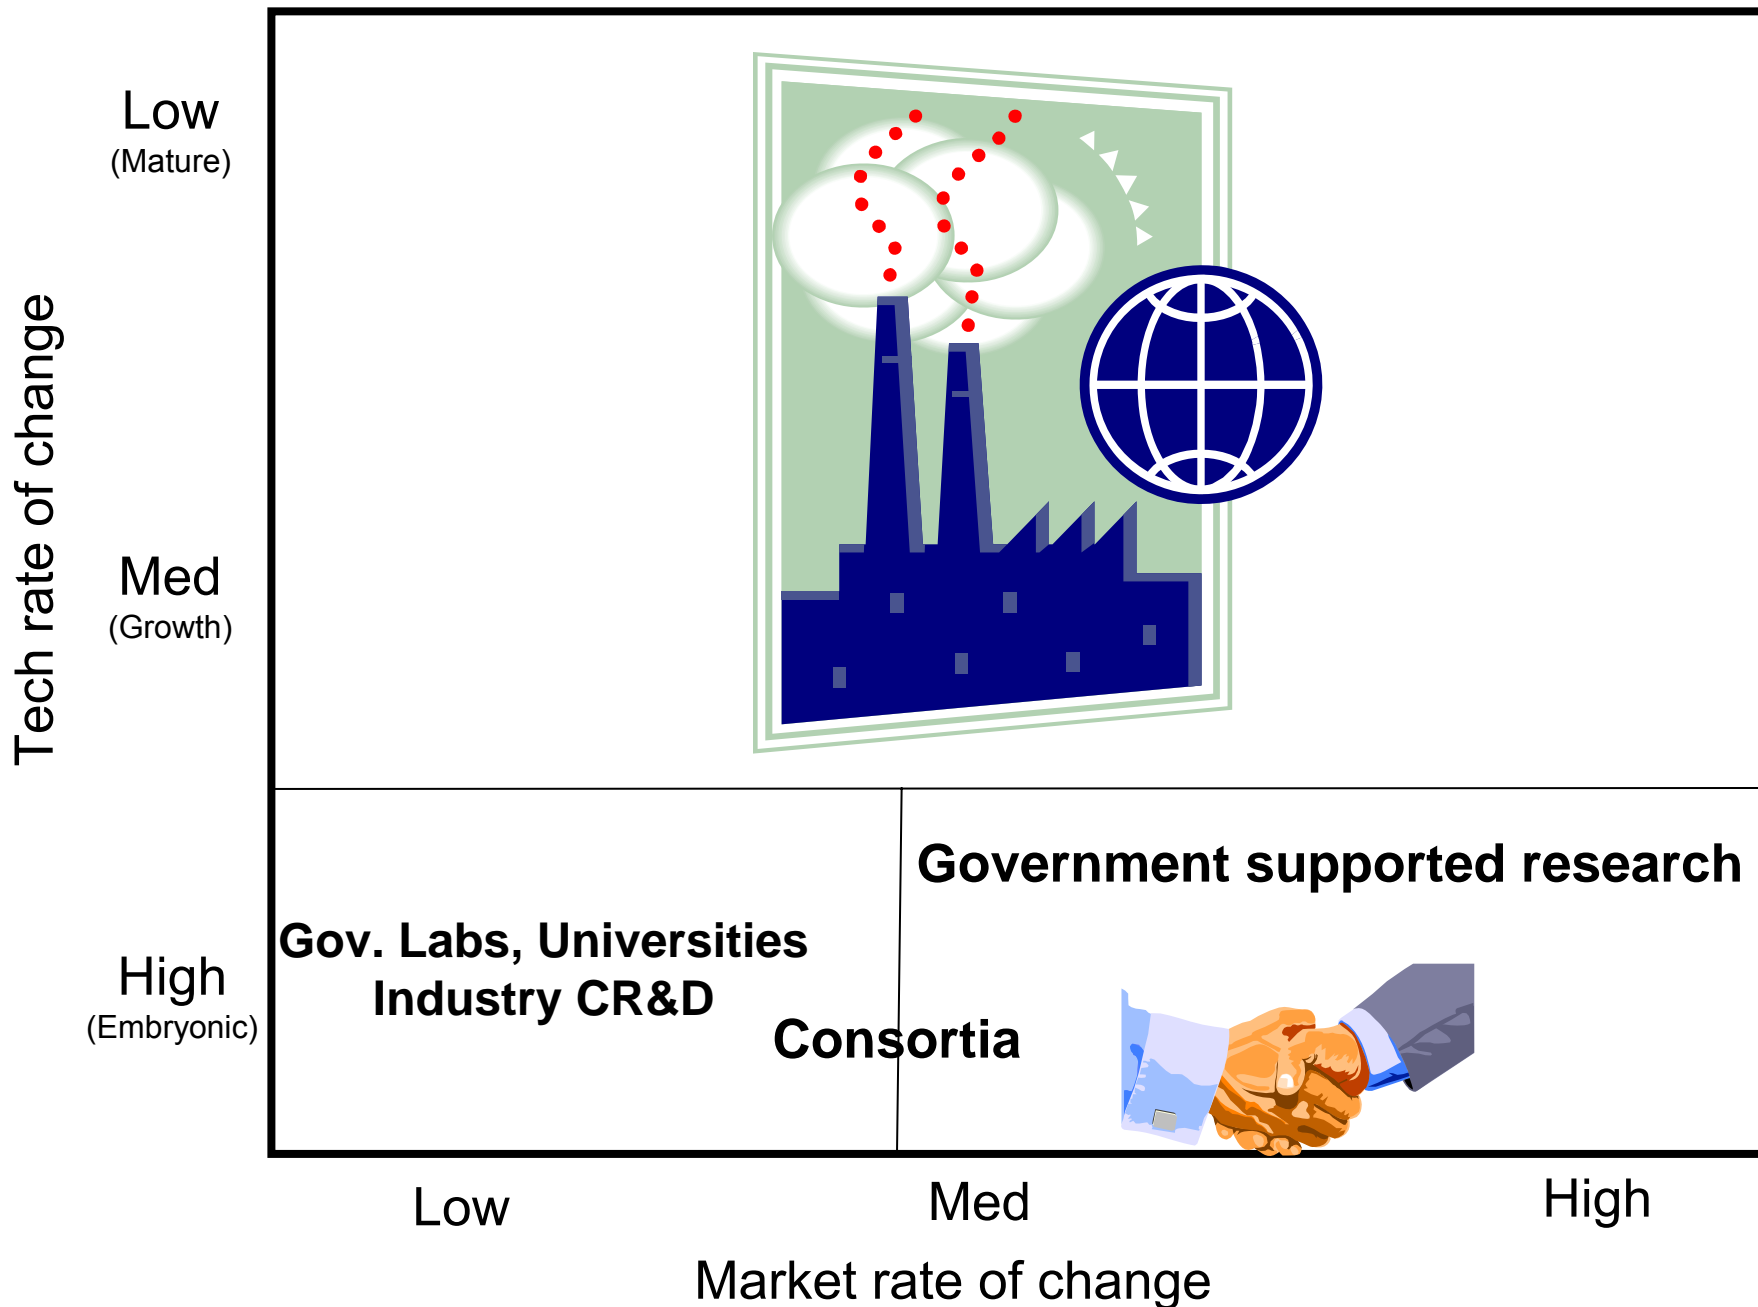 Low
(Mature)
Tech rate of change
Med
(Growth)
Government supported research
Gov. Labs, Universities
Industry CR&D
High
(Embryonic)
Consortia
Low
Med
High
Market rate of change